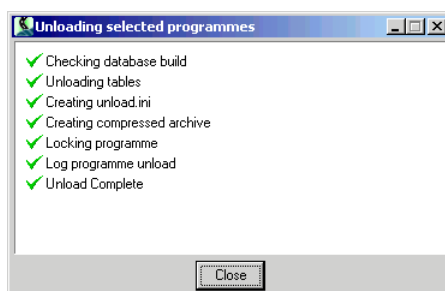 Unloading selected programmes
Checking database build
Unloading tables
Creating unload.ini
Creating compressed archive
Locking programme
Log programme unload
Unload Complete
Close